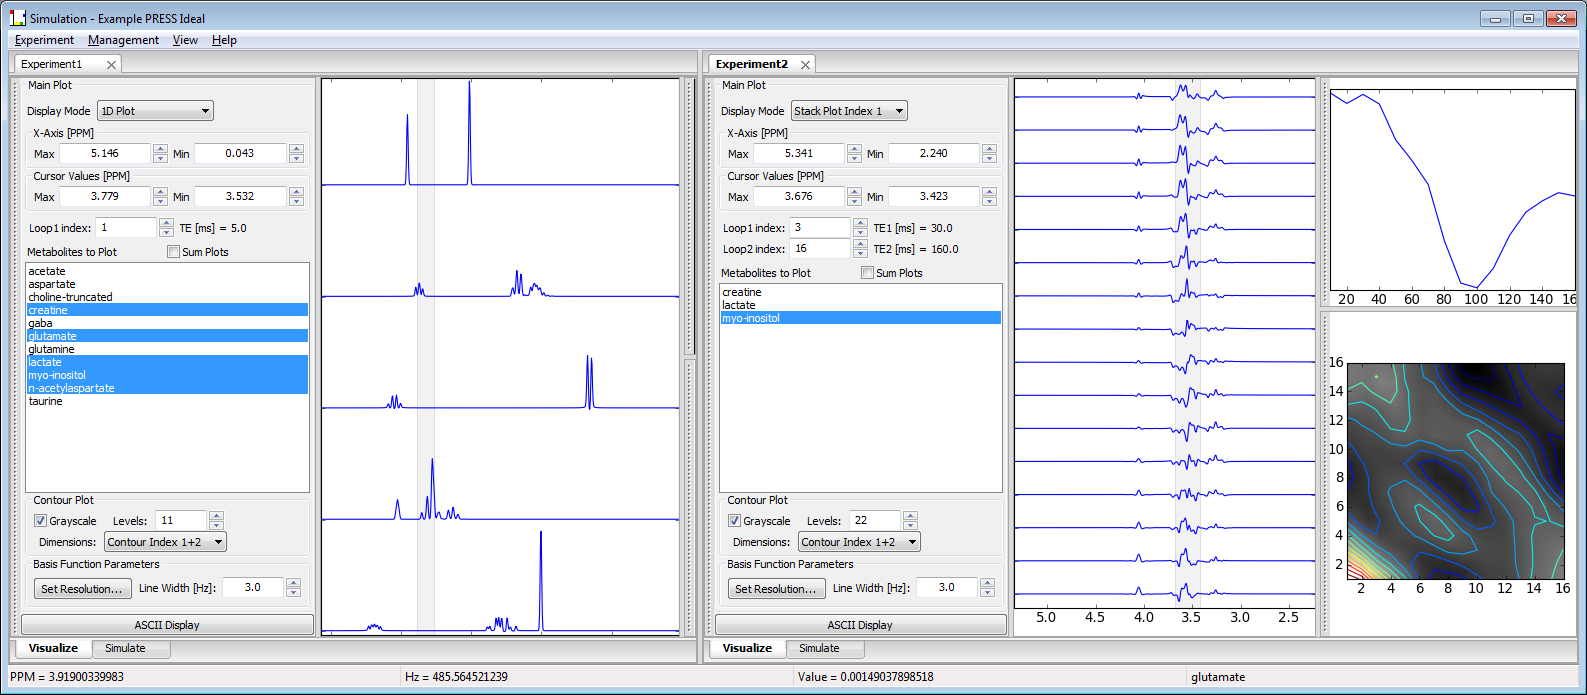 Simulation - Example PRESS Ideal
Experiment Management View Help
Experiment1
Main Plot
Display Mode 1D Plot
X-Axis [PPM]
Max 5.146 Min 0.043
Cursor Values [PPM]
Max 3.779 Min 3.532
Loop1 index: 1 TE [ms] = 5.0
Metabolites to Plot Sum Plots
acetate
aspartate
choline-truncated
creatine
gaba
glutamate
glutamine
lactate
myo-inositol
n-acetylaspartate
taurine
Contour Plot
Grayscale Levels: 11
Dimensions: Contour Index 1+2
Basis Function Parameters
Set Resolution... Line Width [Hz]: 3.0
ASCII Display
Visualize Simulate
Experiment2
Main Plot
Display Mode Stack Plot Index 1
X-Axis [PPM]
Max 5.341 Min 2.240
Cursor Values [PPM]
Max 3.676 Min 3.423
Loop1 index: 3 TE1 [ms] = 30.0
Loop2 index: 16 TE2 [ms] = 160.0
Metabolites to Plot Sum Plots
creatine
lactate
myo-inositol
Contour Plot
Grayscale Levels: 22
Dimensions: Contour Index 1+2
Basis Function Parameters
Set Resolution... Line Width [Hz]: 3.0
ASCII Display
Visualize Simulate
5.0 4.5 4.0 3.5 3.0 2.5
20 40 60 80 100 120 140 16
16
14
12
10
8
6
4
2
2 4 6 8 10 12 14 16
PPM = 3.91900339983 Hz = 485.564521239 Value = 0.00149037898518 glutamate